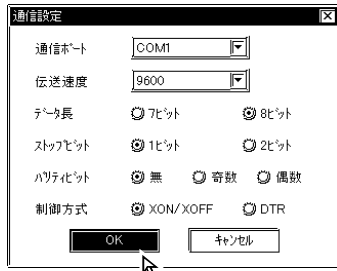 通信設定
通信ﾎﾟｰﾄ COM1
伝送速度 9600
ﾃﾞｰﾀ長 7ﾋﾞｯﾄ 8ﾋﾞｯﾄ
ｽﾄｯﾌﾟﾋﾞｯﾄ 1ﾋﾞｯﾄ 2ﾋﾞｯﾄ
ﾊﾟﾘﾃｨﾋﾞｯﾄ 無 奇数 偶数
制御方式 XON/XOFF DTR
OK ｷｬﾝｾﾙ